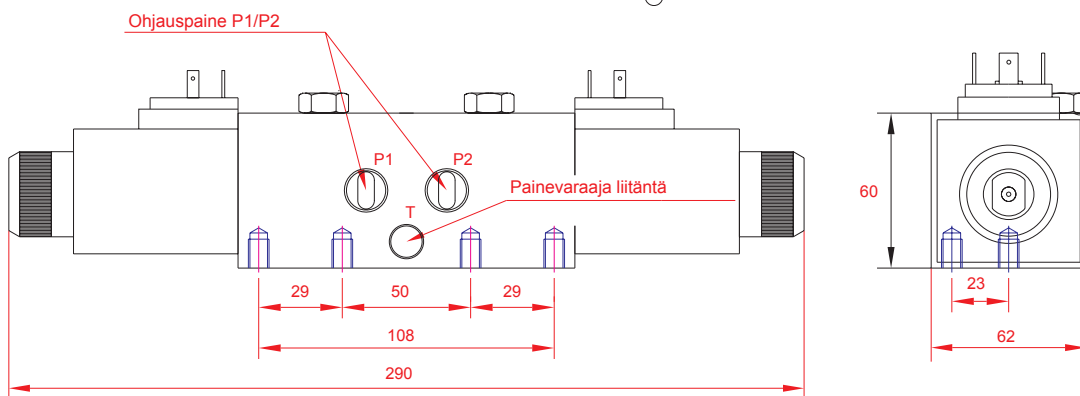 Ohjauspaine P1/P2
P1
P2
Painevaraaja liitäntä
T
60
29
50
29
23
108
62
290